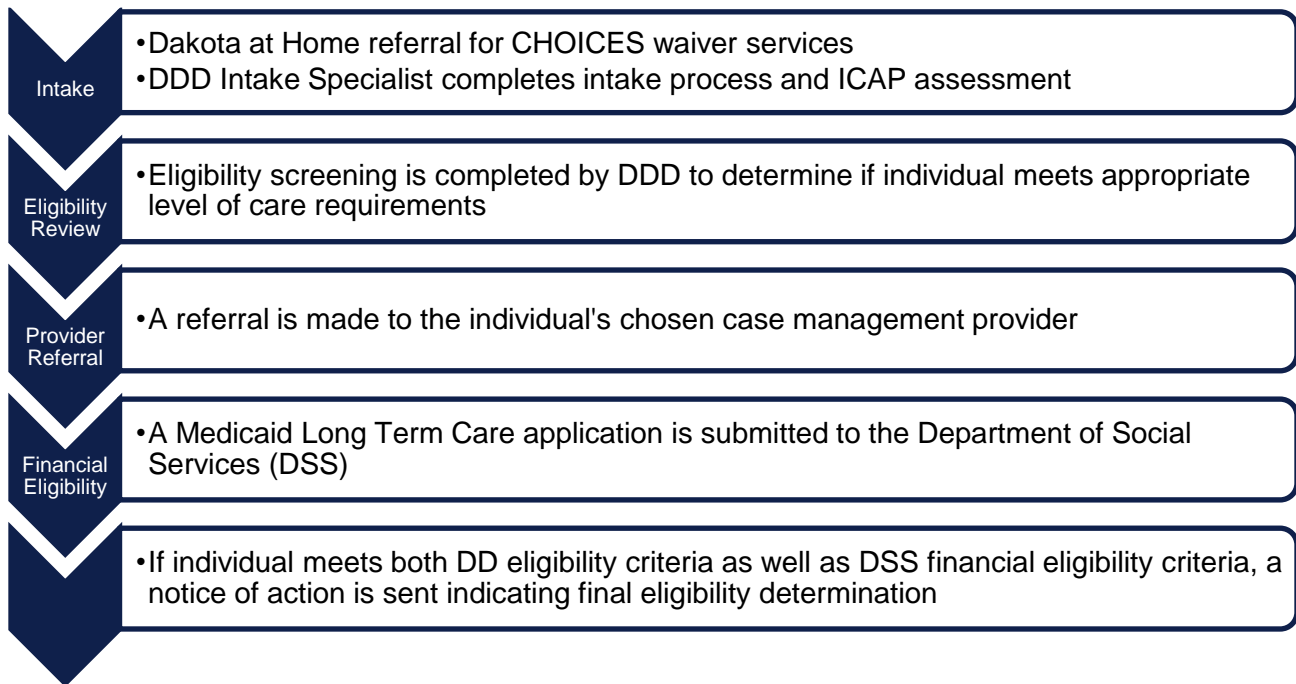 Intake
•Dakota at Home referral for CHOICES waiver services
•DDD Intake Specialist completes intake process and ICAP assessment
Eligibility
Review
•Eligibility screening is completed by DDD to determine if individual meets appropriate
level of care requirements
Provider
Referral
•A referral is made to the individual's chosen case management provider
Financial
Eligibility
•A Medicaid Long Term Care application is submitted to the Department of Social
Services (DSS)
•If individual meets both DD eligibility criteria as well as DSS financial eligibility criteria, a
notice of action is sent indicating final eligibility determination